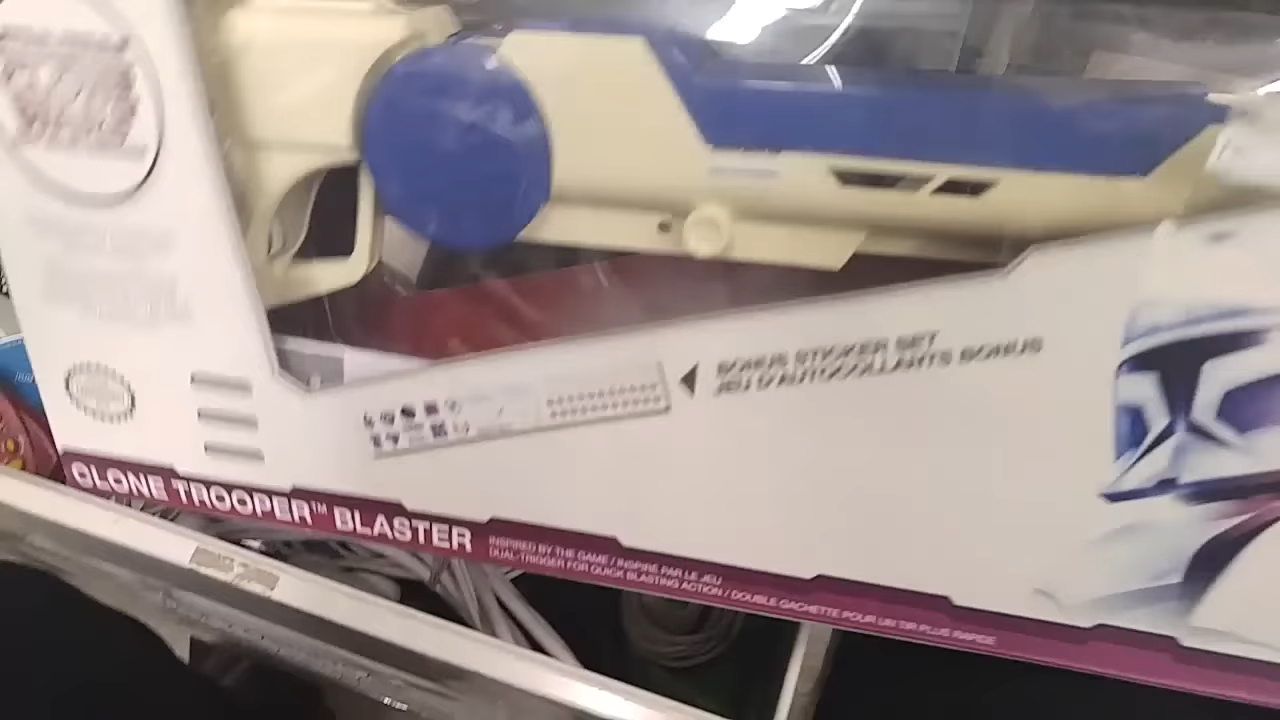 BONUS STICKER SET
JEU D'AUTOCOLLANTS BONUS
CLONE TROOPER™ BLASTER
INSPIRED BY THE GAME / INSPIRE PAR LE JEU
DUAL-TRIGGER FOR QUICK BLASTING ACTION / DOUBLE GACHETTE POUR UN TIR PLUS RAPIDE